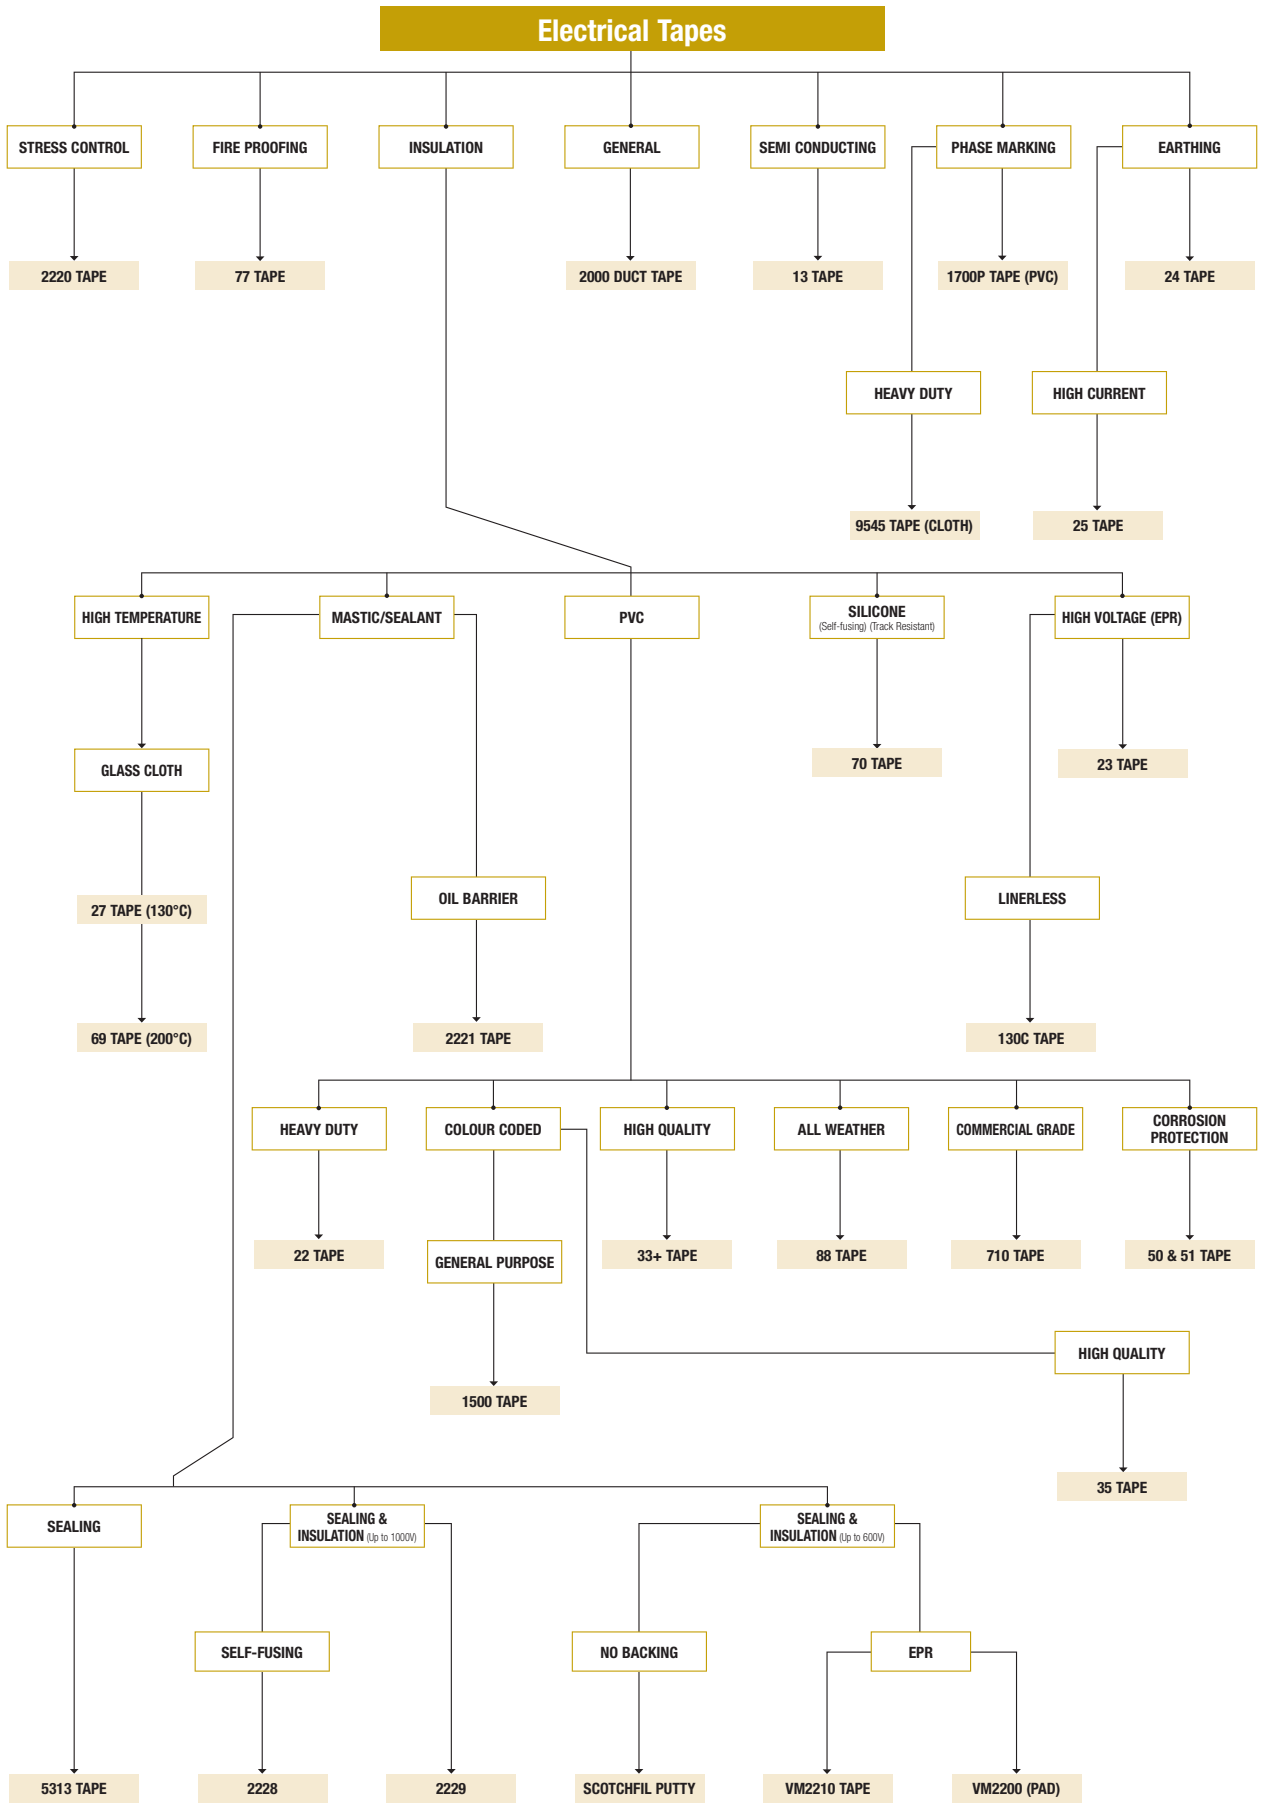 Electrical Tapes
STRESS CONTROL
FIRE PROOFING
INSULATION
GENERAL
SEMI CONDUCTING
PHASE MARKING
EARTHING
2220 TAPE
77 TAPE
2000 DUCT TAPE
13 TAPE
1700P TAPE (PVC)
24 TAPE
HEAVY DUTY
HIGH CURRENT
9545 TAPE (CLOTH)
25 TAPE
HIGH TEMPERATURE
MASTIC/SEALANT
PVC
SILICONE
(Self-fusing) (Track Resistant)
HIGH VOLTAGE (EPR)
GLASS CLOTH
70 TAPE
23 TAPE
27 TAPE (130°C)
OIL BARRIER
LINERLESS
69 TAPE (200°C)
2221 TAPE
130C TAPE
HEAVY DUTY
COLOUR CODED
HIGH QUALITY
ALL WEATHER
COMMERCIAL GRADE
CORROSION
PROTECTION
22 TAPE
GENERAL PURPOSE
33+ TAPE
88 TAPE
710 TAPE
50 & 51 TAPE
HIGH QUALITY
1500 TAPE
35 TAPE
SEALING
SEALING &
INSULATION (Up to 1000V)
SEALING &
INSULATION (Up to 600V)
SELF-FUSING
NO BACKING
EPR
5313 TAPE
2228
2229
SCOTCHFIL PUTTY
VM2210 TAPE
VM2200 (PAD)